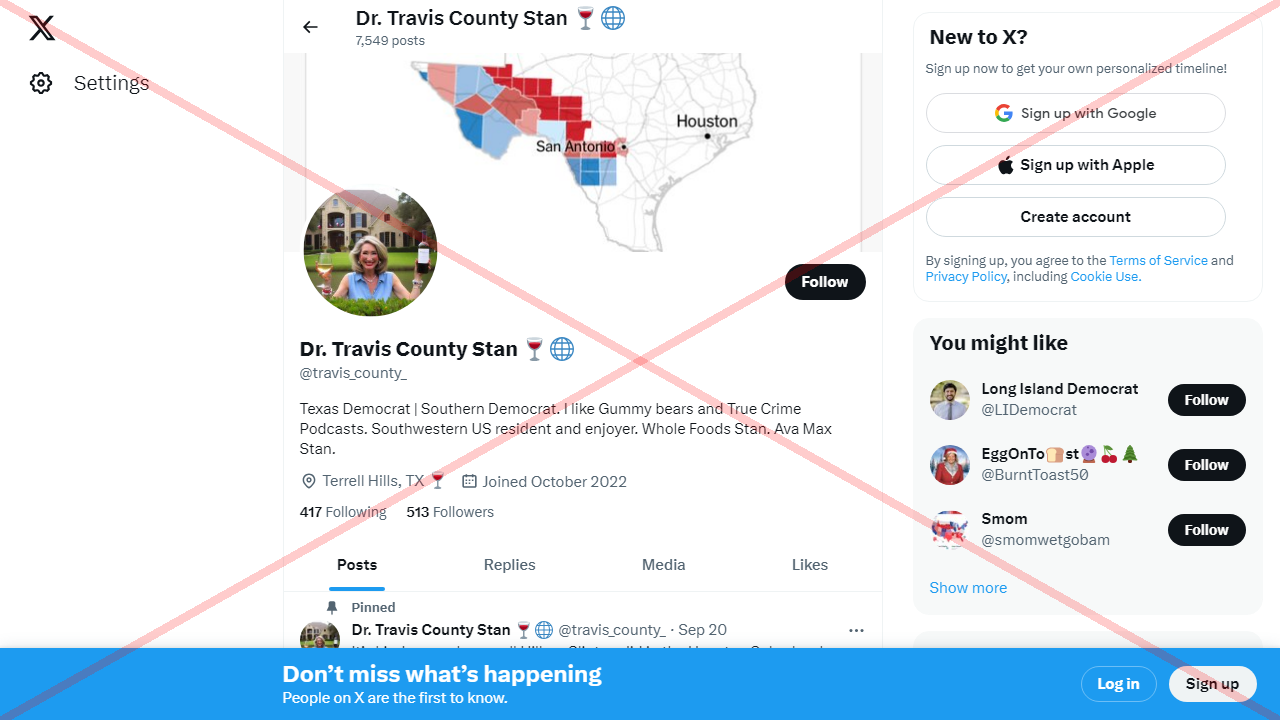 Dr. Travis County Stan 🍷🌐
7,549 posts
Settings
Houston
San Antonio
Follow
Dr. Travis County Stan 🍷🌐
@travis_county_
Texas Democrat | Southern Democrat. I like Gummy bears and True Crime
Podcasts. Southwestern US resident and enjoyer. Whole Foods Stan. Ava Max
Stan.
Terrell Hills, TX 🍷 Joined October 2022
417 Following 513 Followers
Posts Replies Media Likes
Pinned
Dr. Travis County Stan 🍷🌐 @travis_county_ · Sep 20
New to X?
Sign up now to get your own personalized timeline!
Sign up with Google
Sign up with Apple
Create account
By signing up, you agree to the Terms of Service and
Privacy Policy, including Cookie Use.
You might like
Long Island Democrat
@LIDemocrat
Follow
EggOnTo🍞st🔮🍒🌲
@BurntToast50
Follow
Smom
@smomwetgobam
Follow
Show more
Don’t miss what’s happening
People on X are the first to know.
Log in
Sign up